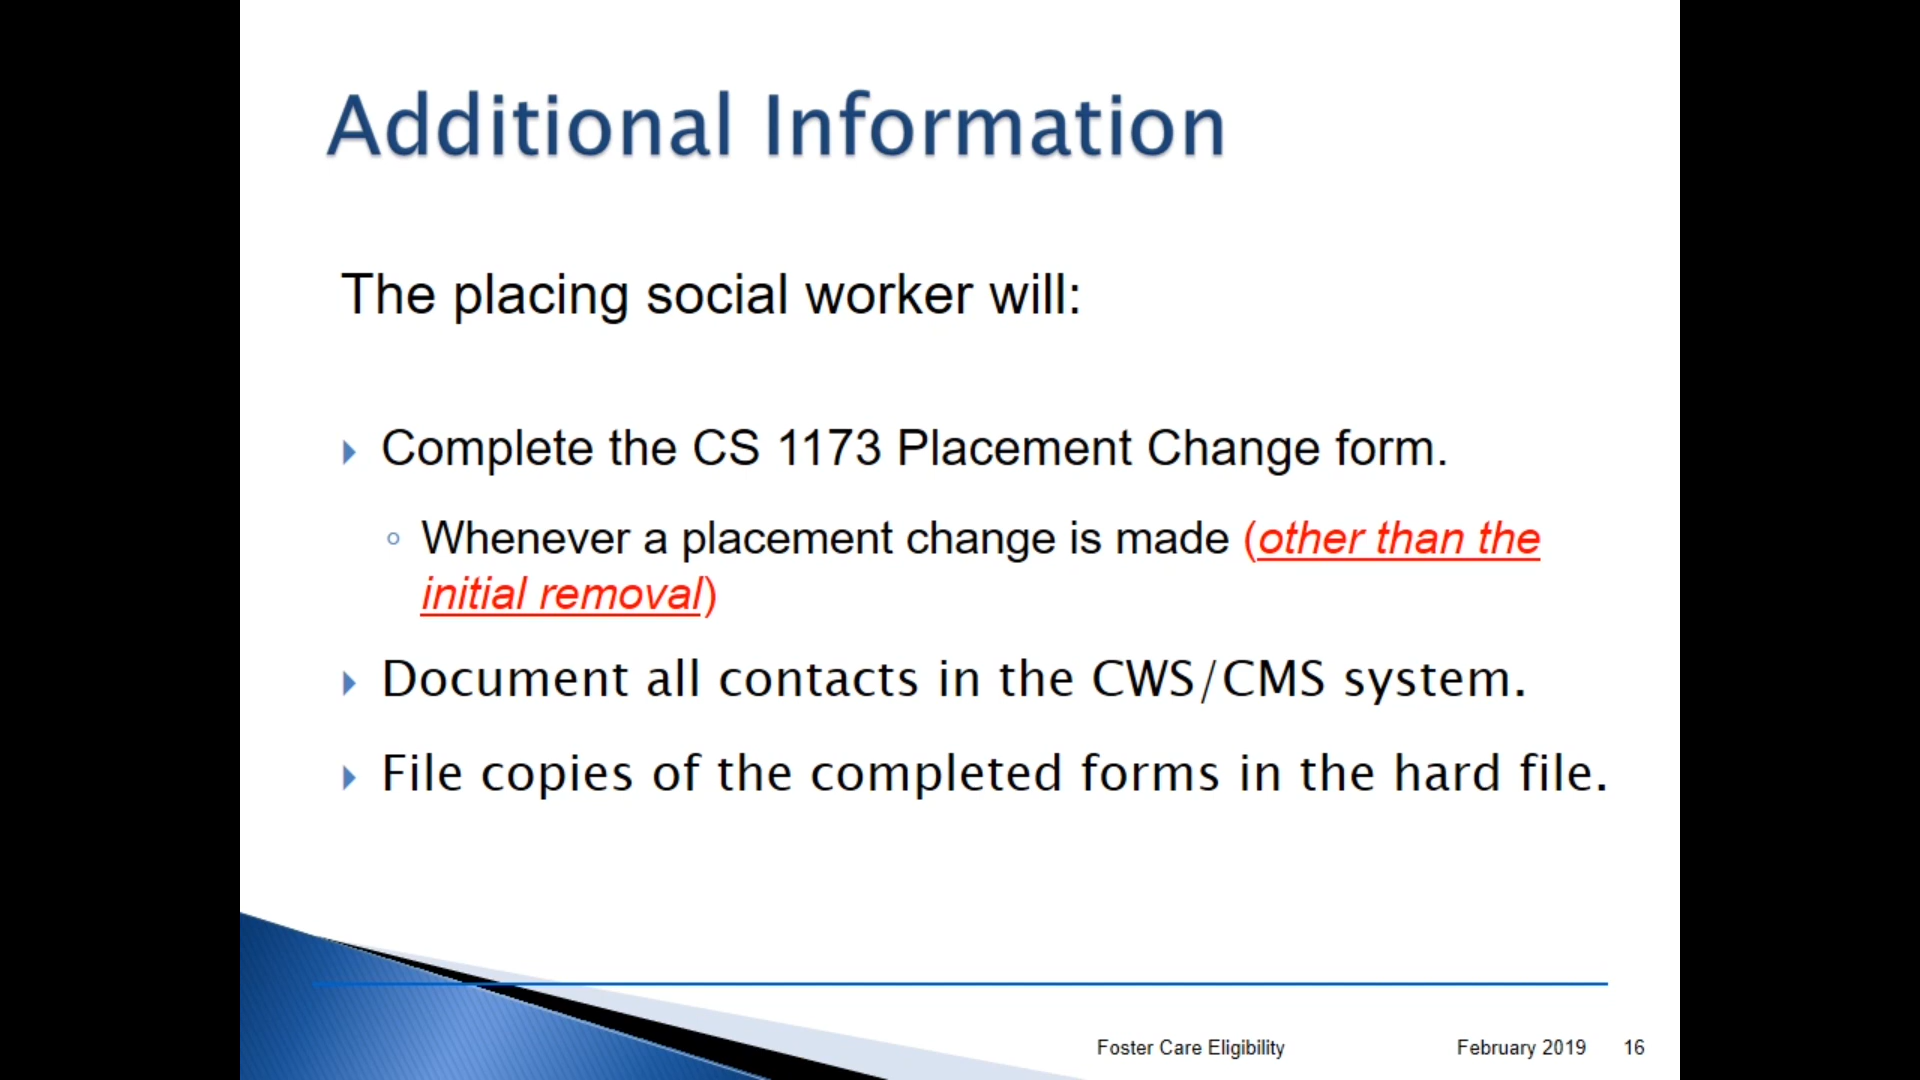 Additional Information
The placing social worker will:
Complete the CS 1173 Placement Change form.
Whenever a placement change is made (other than the
initial removal)
Document all contacts in the CWS/CMS system.
File copies of the completed forms in the hard file.
Foster Care Eligibility February 2019 16